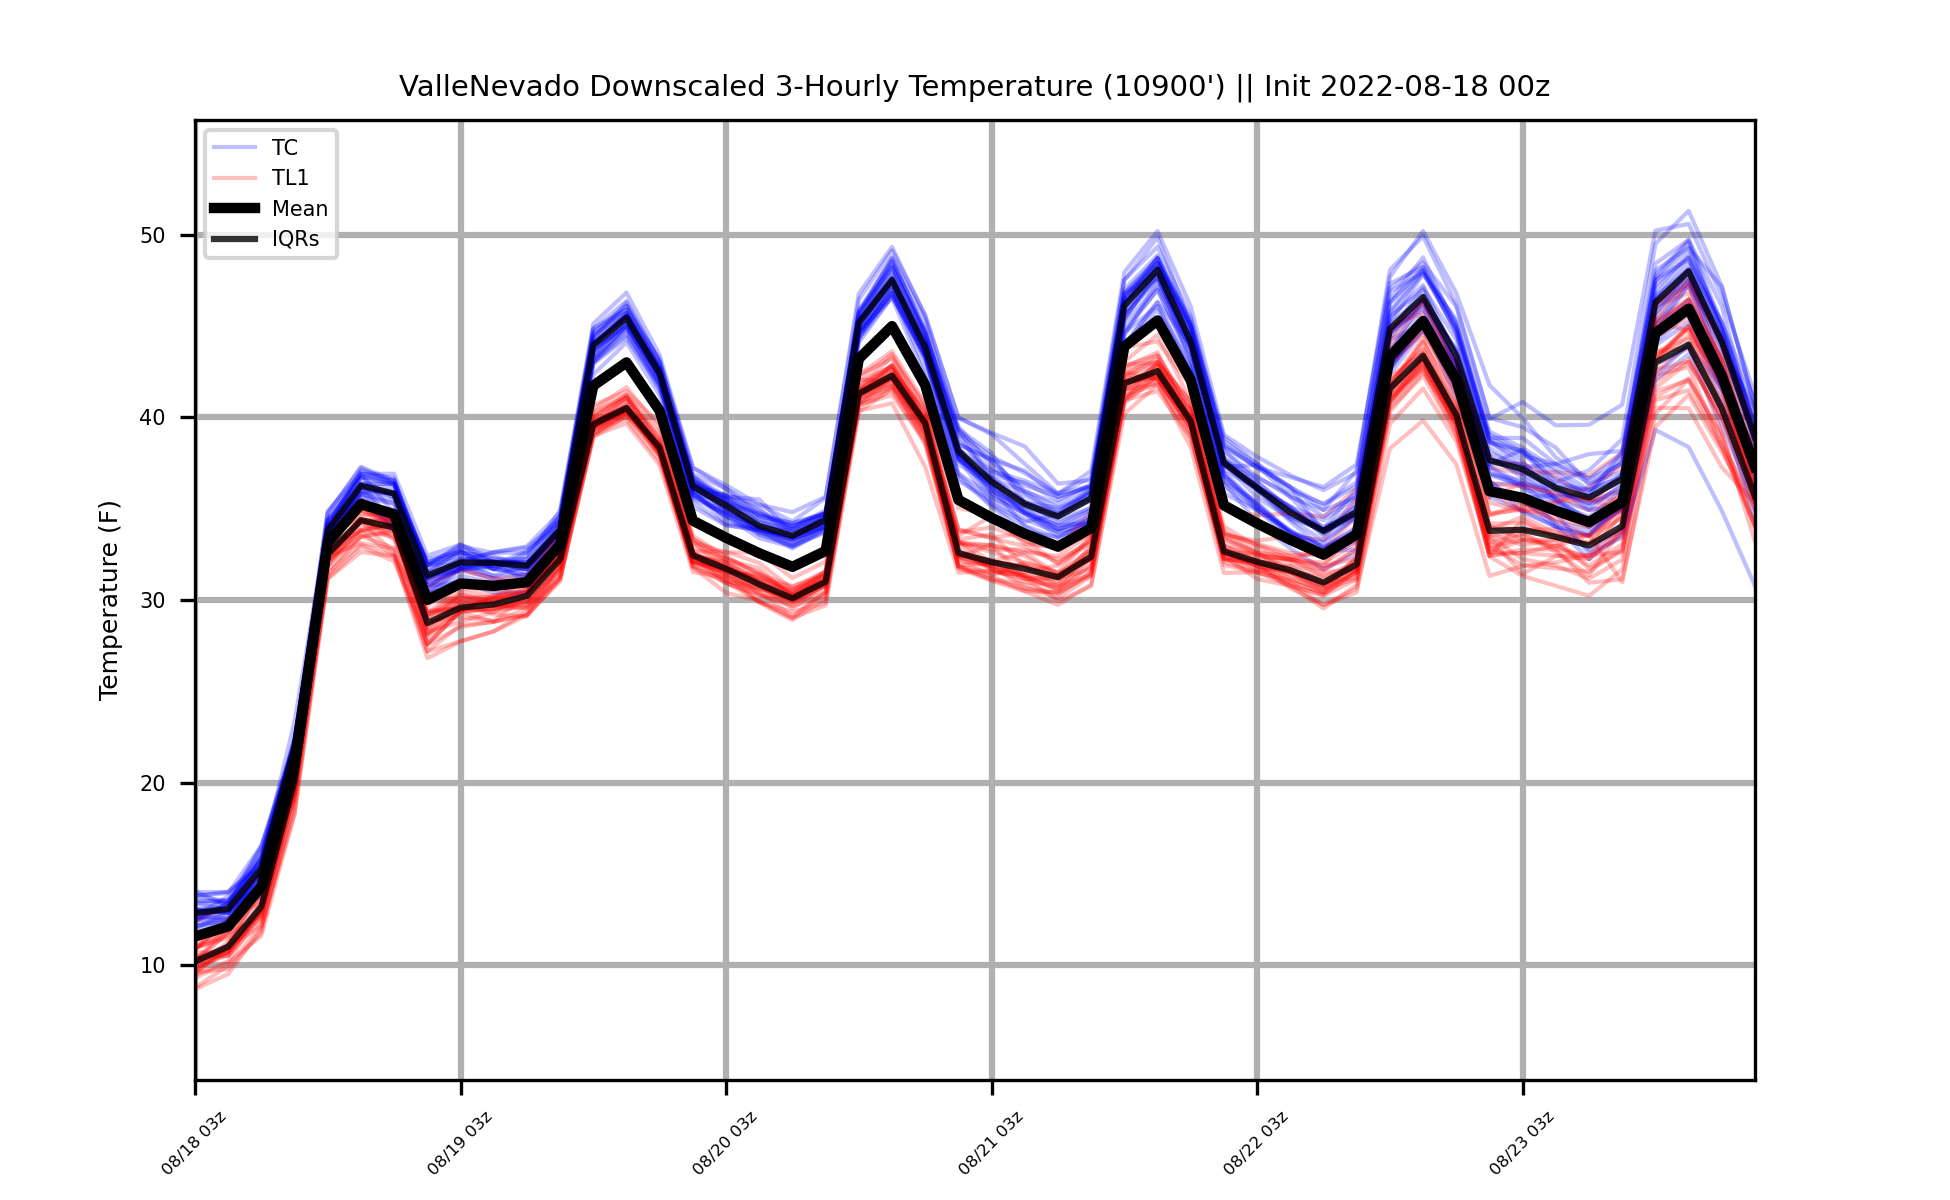 ValleNevado Downscaled 3-Hourly Temperature (10900') || Init 2022-08-18 00z
TC
TL1
Mean
IQRs
Temperature (F)
50
40
30
20
10
08/18 03z
08/19 03z
08/20 03z
08/21 03z
08/22 03z
08/23 03z